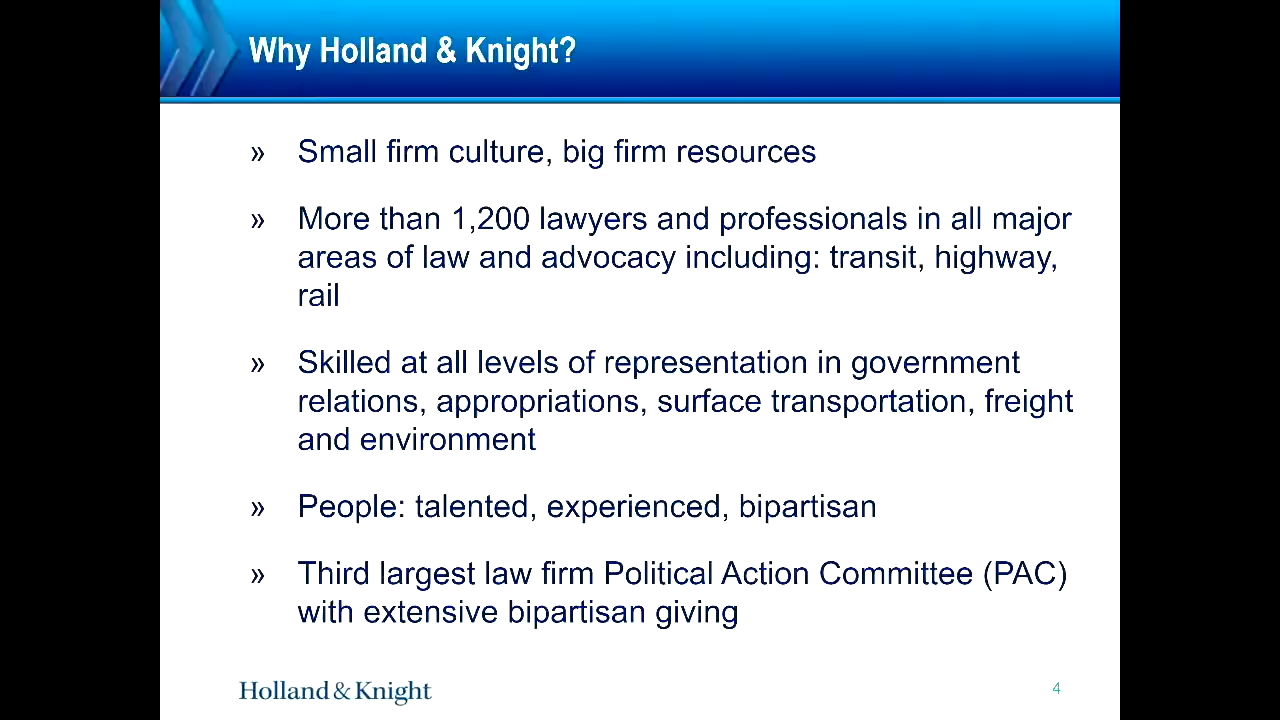 Why Holland & Knight?
» Small firm culture, big firm resources
» More than 1,200 lawyers and professionals in all major
areas of law and advocacy including: transit, highway,
rail
» Skilled at all levels of representation in government
relations, appropriations, surface transportation, freight
and environment
» People: talented, experienced, bipartisan
» Third largest law firm Political Action Committee (PAC)
with extensive bipartisan giving
Holland & Knight
4